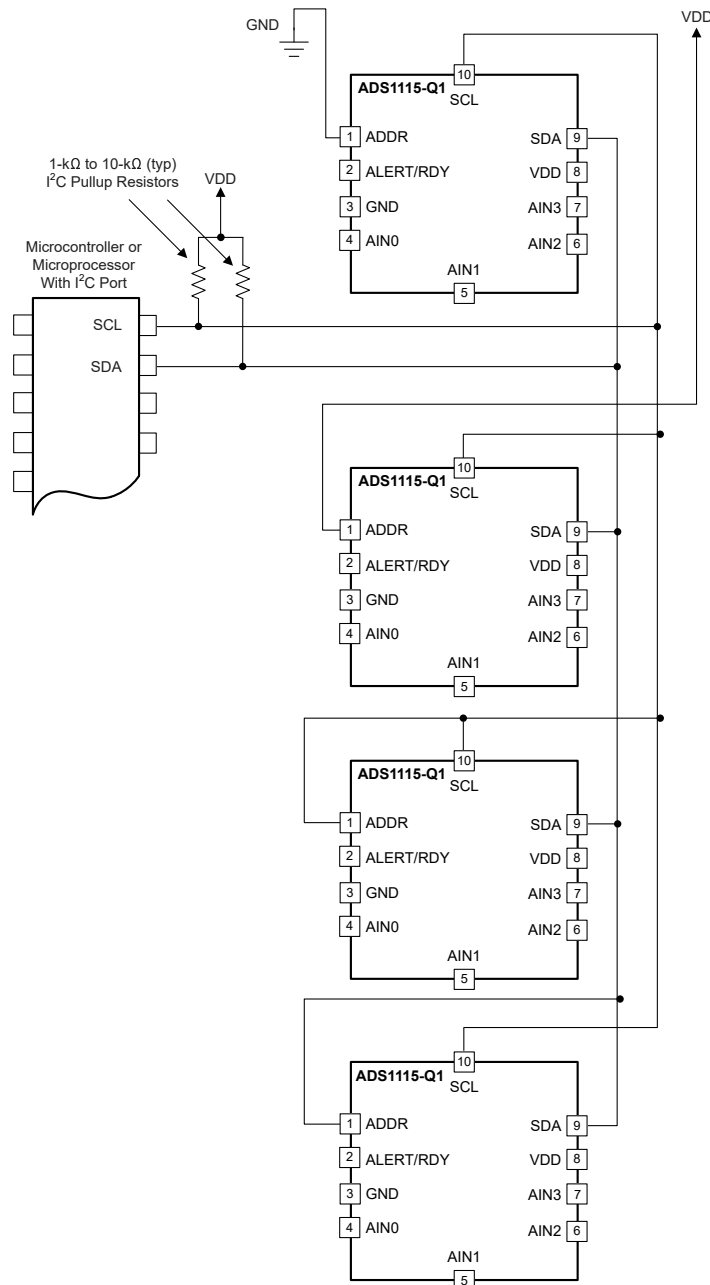 GND
VDD
10
ADS1115-Q1
SCL
1 ADDR
SDA 9
2 ALERT/RDY
VDD 8
3 GND
AIN3 7
4 AIN0
AIN2 6
AIN1
5
1-kΩ to 10-kΩ (typ)
I²C Pullup Resistors
VDD
Microcontroller or
Microprocessor
With I²C Port
SCL
SDA
10
ADS1115-Q1
SCL
1 ADDR
SDA 9
2 ALERT/RDY
VDD 8
3 GND
AIN3 7
4 AIN0
AIN2 6
AIN1
5
10
ADS1115-Q1
SCL
1 ADDR
SDA 9
2 ALERT/RDY
VDD 8
3 GND
AIN3 7
4 AIN0
AIN2 6
AIN1
5
10
ADS1115-Q1
SCL
1 ADDR
SDA 9
2 ALERT/RDY
VDD 8
3 GND
AIN3 7
4 AIN0
AIN2 6
AIN1
5